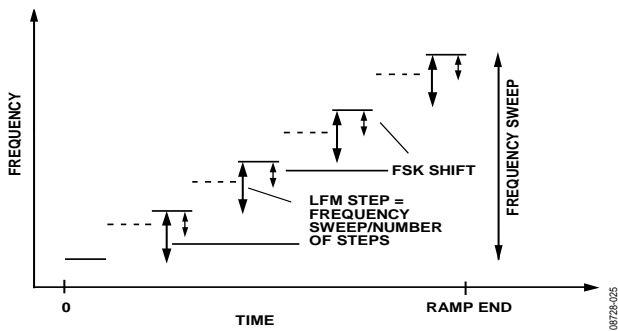 FREQUENCY
FREQUENCY SWEEP
FSK SHIFT
LFM STEP =
FREQUENCY
SWEEP/NUMBER
OF STEPS
0
RAMP END
TIME
08728-025